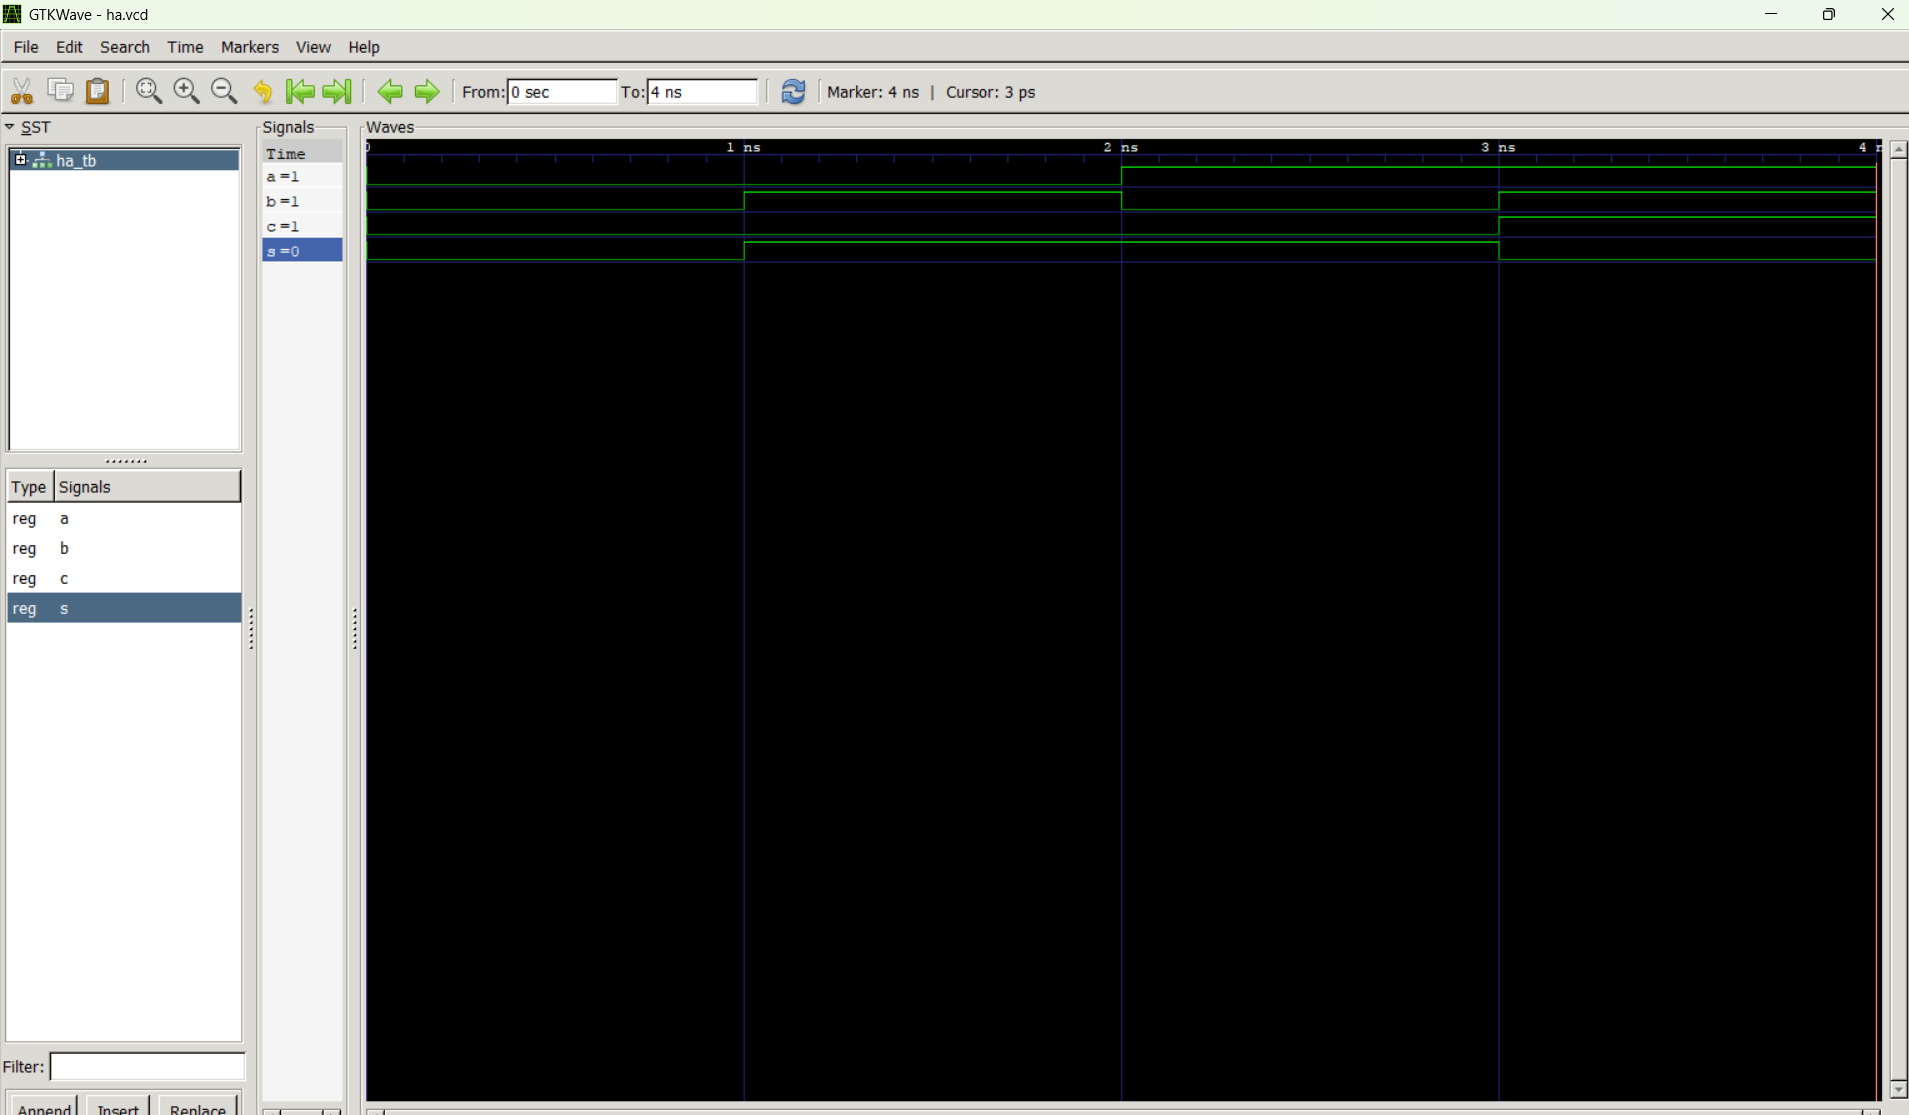 GTKWave - ha.vcd
File Edit Search Time Markers View Help
From: 0 sec To: 4 ns Marker: 4 ns | Cursor: 3 ps
SST
ha_tb
Type Signals
reg a
reg b
reg c
reg s
Filter:
Append Insert Replace
Signals
Time
a =1
b =1
c =1
s =0
Waves
0 1 ns 2 ns 3 ns 4 n